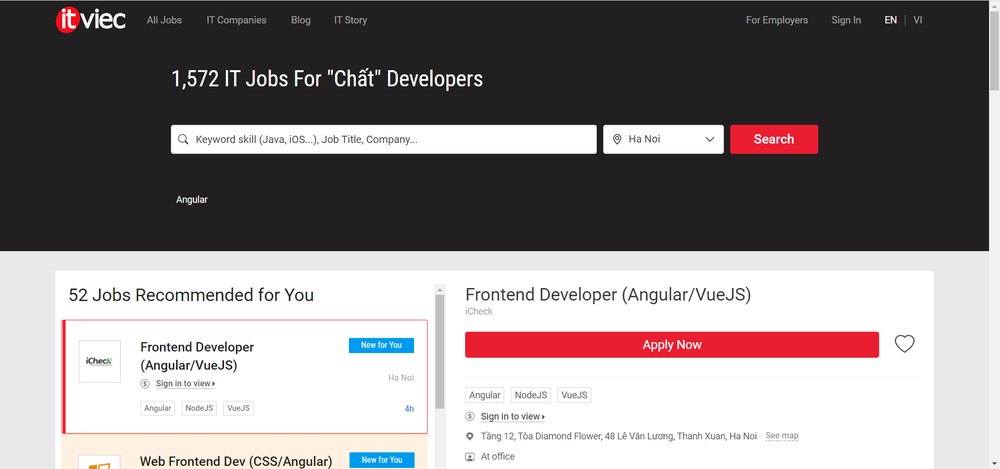 itviec
All Jobs
IT Companies
Blog
IT Story
For Employers
Sign In
EN | VI
1,572 IT Jobs For "Chất" Developers
Keyword skill (Java, iOS...), Job Title, Company...
Ha Noi
Search
Angular
52 Jobs Recommended for You
iCheck
Frontend Developer
(Angular/VueJS)
New for You
Sign in to view
Ha Noi
Angular
NodeJS
VueJS
4h
Web Frontend Dev (CSS/Angular)
New for You
Frontend Developer (Angular/VueJS)
iCheck
Apply Now
Angular
NodeJS
VueJS
Sign in to view
Tầng 12, Tòa Diamond Flower, 48 Lê Văn Lương, Thanh Xuan, Ha Noi
See map
At office